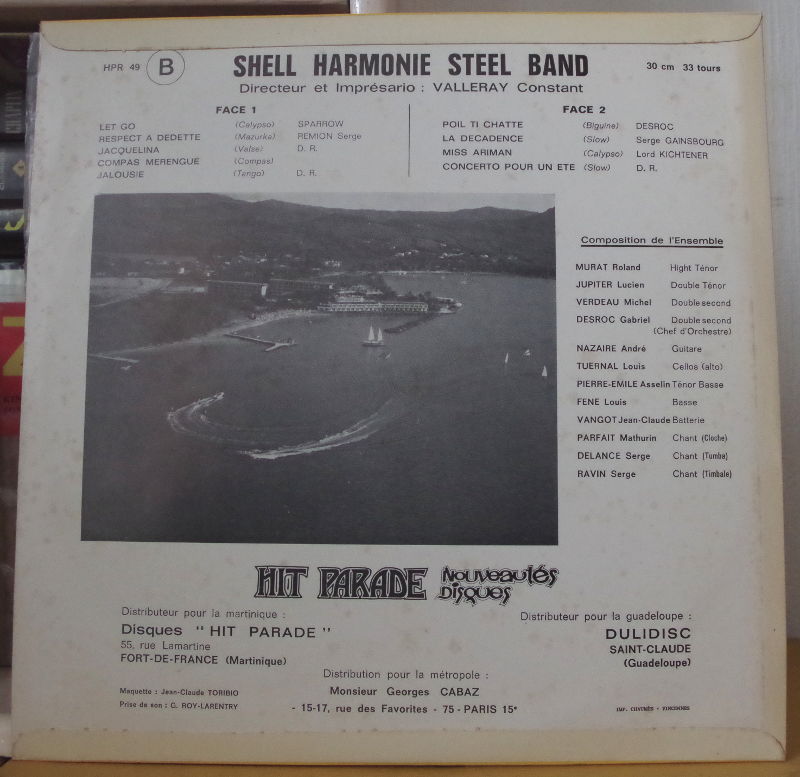 HPR 49 B SHELL HARMONIE STEEL BAND 30 cm 33 tours
Directeur et Imprésario : VALLERAY Constant
FACE 1
LET GO (Calypso) SPARROW
RESPECT A DEDETTE (Mazurka) REMION Serge
JACQUELINA (Valse) D. R.
COMPAS MERENGUE (Compas)
JALOUSIE (Tango) D. R.
FACE 2
POIL TI CHATTE (Biguine) DESROC
LA DECADENCE (Slow) Serge GAINSBOURG
MISS ARIMAN (Calypso) Lord KICHTENER
CONCERTO POUR UN ETE (Slow) D. R.
Composition de l'Ensemble
MURAT Roland Hight Ténor
JUPITER Lucien Double Ténor
VERDEAU Michel Double second
DESROC Gabriel Double second
(Chef d'Orchestre)
NAZAIRE André Guitare
TUERNAL Louis Cellos (alto)
PIERRE-EMILE Asselin Ténor Basse
FENE Louis Basse
VANGOT Jean-Claude Batterie
PARFAIT Mathurin Chant (Cloche)
DELANCE Serge Chant (Tumba)
RAVIN Serge Chant (Timbale)
HIT PARADE Nouveautés
Disques
Distributeur pour la martinique :
Disques "HIT PARADE"
55, rue Lamartine
FORT-DE-FRANCE (Martinique)
Distributeur pour la guadeloupe :
DULIDISC
SAINT-CLAUDE
(Guadeloupe)
Distribution pour la métropole :
Monsieur Georges CABAZ
- 15-17, rue des Favorites - 75 - PARIS 15e
Maquette : Jean-Claude TORIBIO
Prise de son : G. ROY-LARENTRY
IMP. CHVINÈS - VINCENNES
CHAPIN